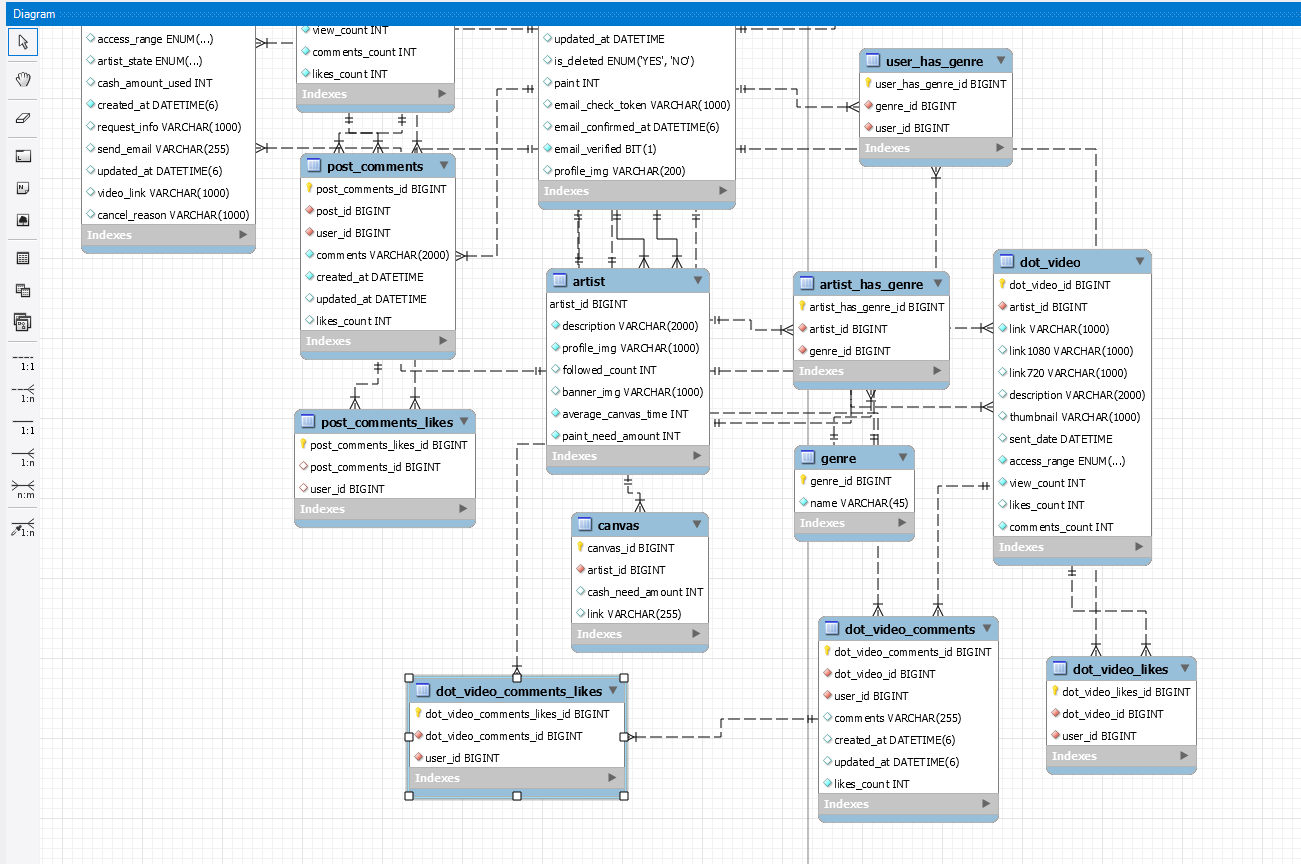 Diagram
access_range ENUM(...)
artist_state ENUM(...)
cash_amount_used INT
created_at DATETIME(6)
request_info VARCHAR(1000)
send_email VARCHAR(255)
updated_at DATETIME(6)
video_link VARCHAR(1000)
cancel_reason VARCHAR(1000)
Indexes
view_count INT
comments_count INT
likes_count INT
Indexes
updated_at DATETIME
is_deleted ENUM('YES', 'NO')
paint INT
email_check_token VARCHAR(1000)
email_confirmed_at DATETIME(6)
email_verified BIT(1)
profile_img VARCHAR(200)
Indexes
user_has_genre
user_has_genre_id BIGINT
genre_id BIGINT
user_id BIGINT
Indexes
post_comments
post_comments_id BIGINT
post_id BIGINT
user_id BIGINT
comments VARCHAR(2000)
created_at DATETIME
updated_at DATETIME
likes_count INT
Indexes
artist
artist_id BIGINT
description VARCHAR(2000)
profile_img VARCHAR(1000)
followed_count INT
banner_img VARCHAR(1000)
average_canvas_time INT
paint_need_amount INT
Indexes
artist_has_genre
artist_has_genre_id BIGINT
artist_id BIGINT
genre_id BIGINT
Indexes
dot_video
dot_video_id BIGINT
artist_id BIGINT
link VARCHAR(1000)
link1080 VARCHAR(1000)
link720 VARCHAR(1000)
description VARCHAR(2000)
thumbnail VARCHAR(1000)
sent_date DATETIME
access_range ENUM(...)
view_count INT
likes_count INT
comments_count INT
Indexes
1:1
1:n
1:1
1:n
n:m
1:n
post_comments_likes
post_comments_likes_id BIGINT
post_comments_id BIGINT
user_id BIGINT
Indexes
genre
genre_id BIGINT
name VARCHAR(45)
Indexes
canvas
canvas_id BIGINT
artist_id BIGINT
cash_need_amount INT
link VARCHAR(255)
Indexes
dot_video_comments
dot_video_comments_id BIGINT
dot_video_id BIGINT
user_id BIGINT
comments VARCHAR(255)
created_at DATETIME(6)
updated_at DATETIME(6)
likes_count INT
Indexes
dot_video_likes
dot_video_likes_id BIGINT
dot_video_id BIGINT
user_id BIGINT
Indexes
dot_video_comments_likes
dot_video_comments_likes_id BIGINT
dot_video_comments_id BIGINT
user_id BIGINT
Indexes